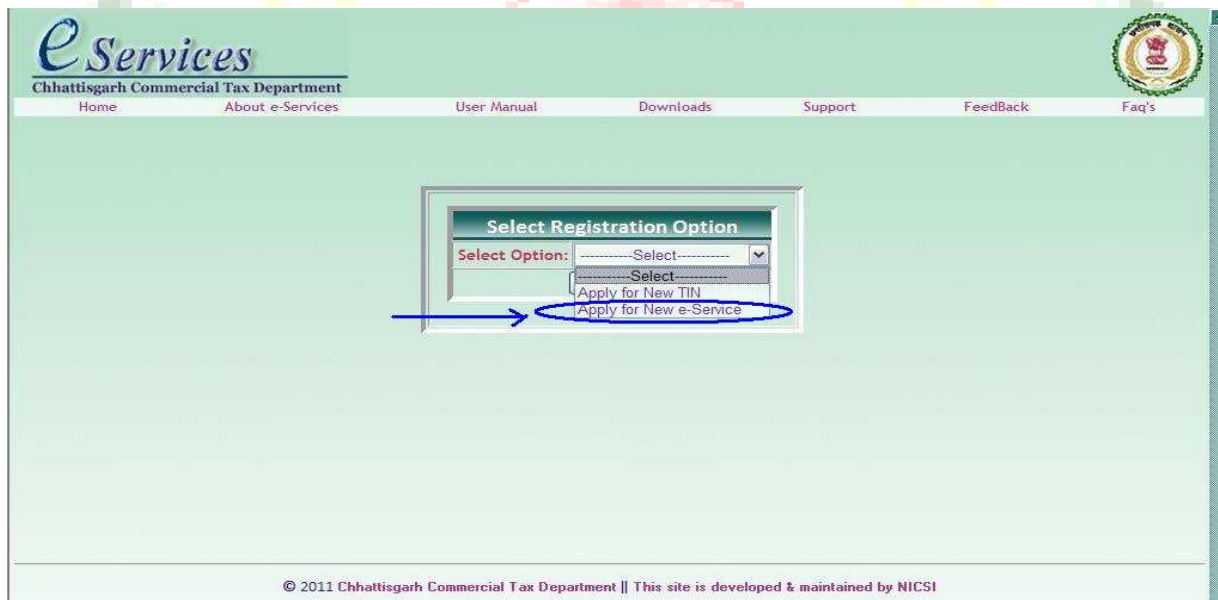 e Services
Chhattisgarh Commercial Tax Department
Home About e-Services User Manual Downloads Support FeedBack Faq's
Select Registration Option
Select Option: -----------Select-----------
-----------Select-----------
Apply for New TIN
Apply for New e-Service
© 2011 Chhattisgarh Commercial Tax Department || This site is developed & maintained by NICSI